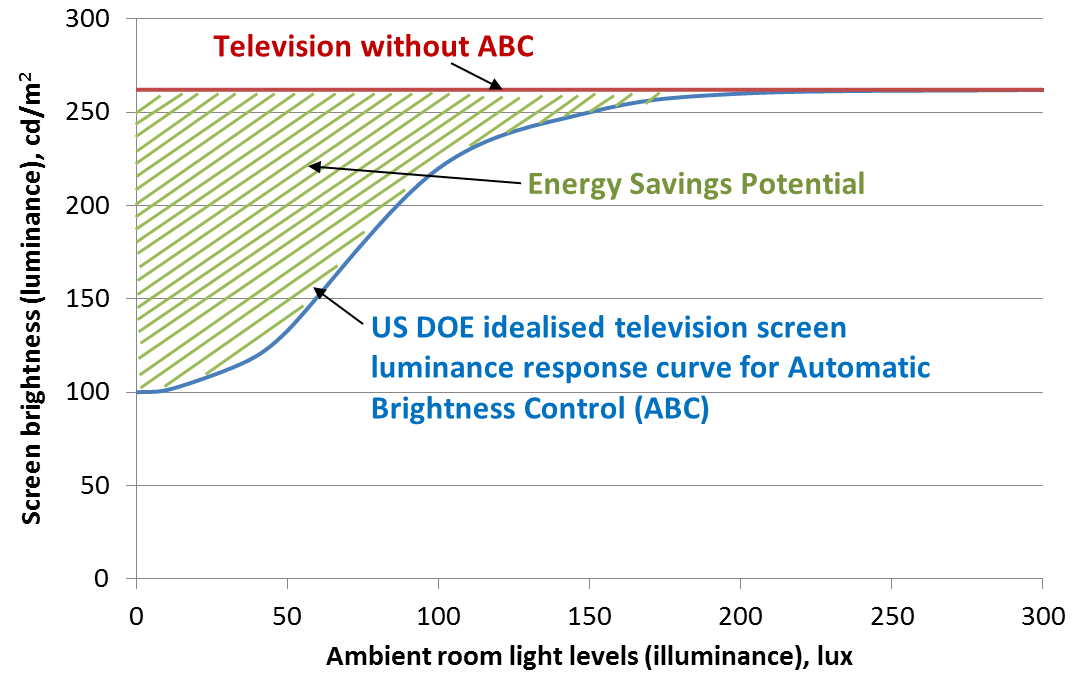 Television without ABC
Energy Savings Potential
US DOE idealised television screen
luminance response curve for Automatic
Brightness Control (ABC)
Screen brightness (luminance), cd/m²
300
250
200
150
100
50
0
0 50 100 150 200 250 300
Ambient room light levels (illuminance), lux